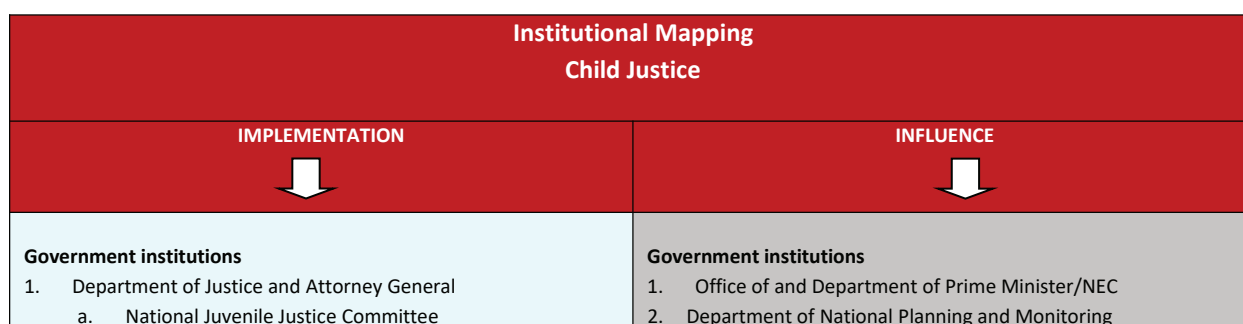 Institutional Mapping
Child Justice
IMPLEMENTATION
INFLUENCE
Government institutions
1. Department of Justice and Attorney General
a. National Juvenile Justice Committee
Government institutions
1. Office of and Department of Prime Minister/NEC
2. Department of National Planning and Monitoring